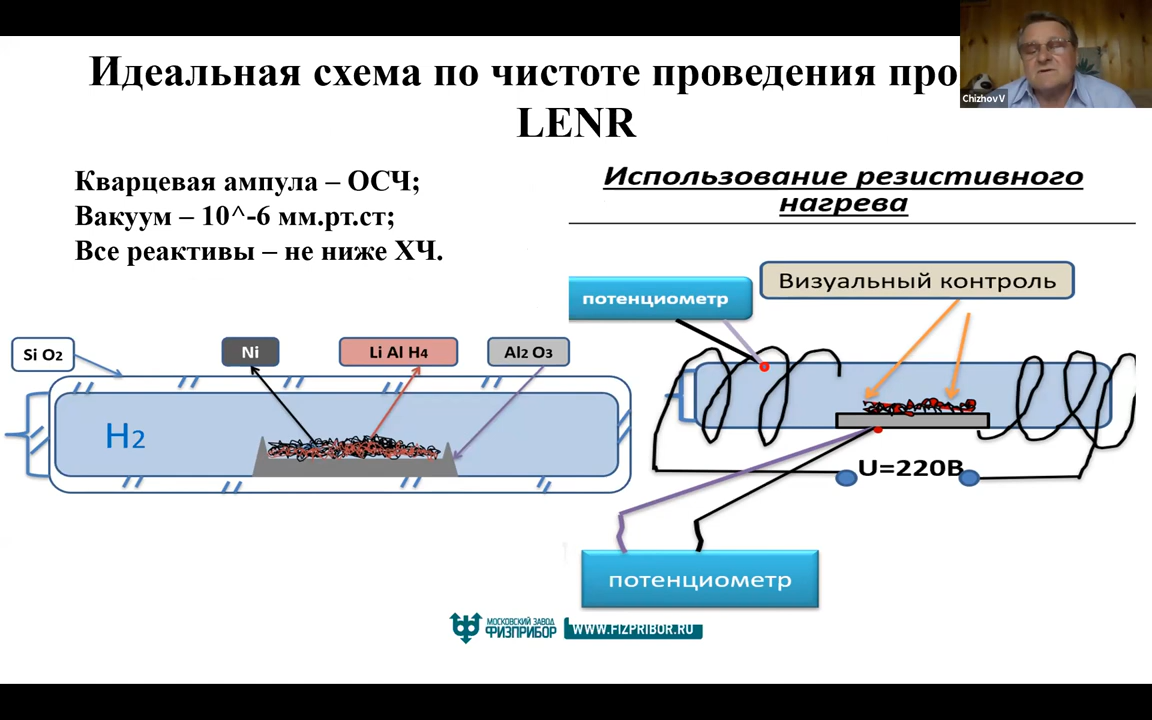 Идеальная схема по чистоте проведения про
LENR
Chizhov V
Кварцевая ампула – ОСЧ;
Вакуум – 10^-6 мм.рт.ст;
Все реактивы – не ниже ХЧ.
Использование резистивного
нагрева
потенциометр
Визуальный контроль
Si O2
Ni
Li Al H4
Al2 O3
H2
U=220В
потенциометр
МОСКОВСКИЙ ЗАВОД
ФИЗПРИБОР
WWW.FIZPRIBOR.RU